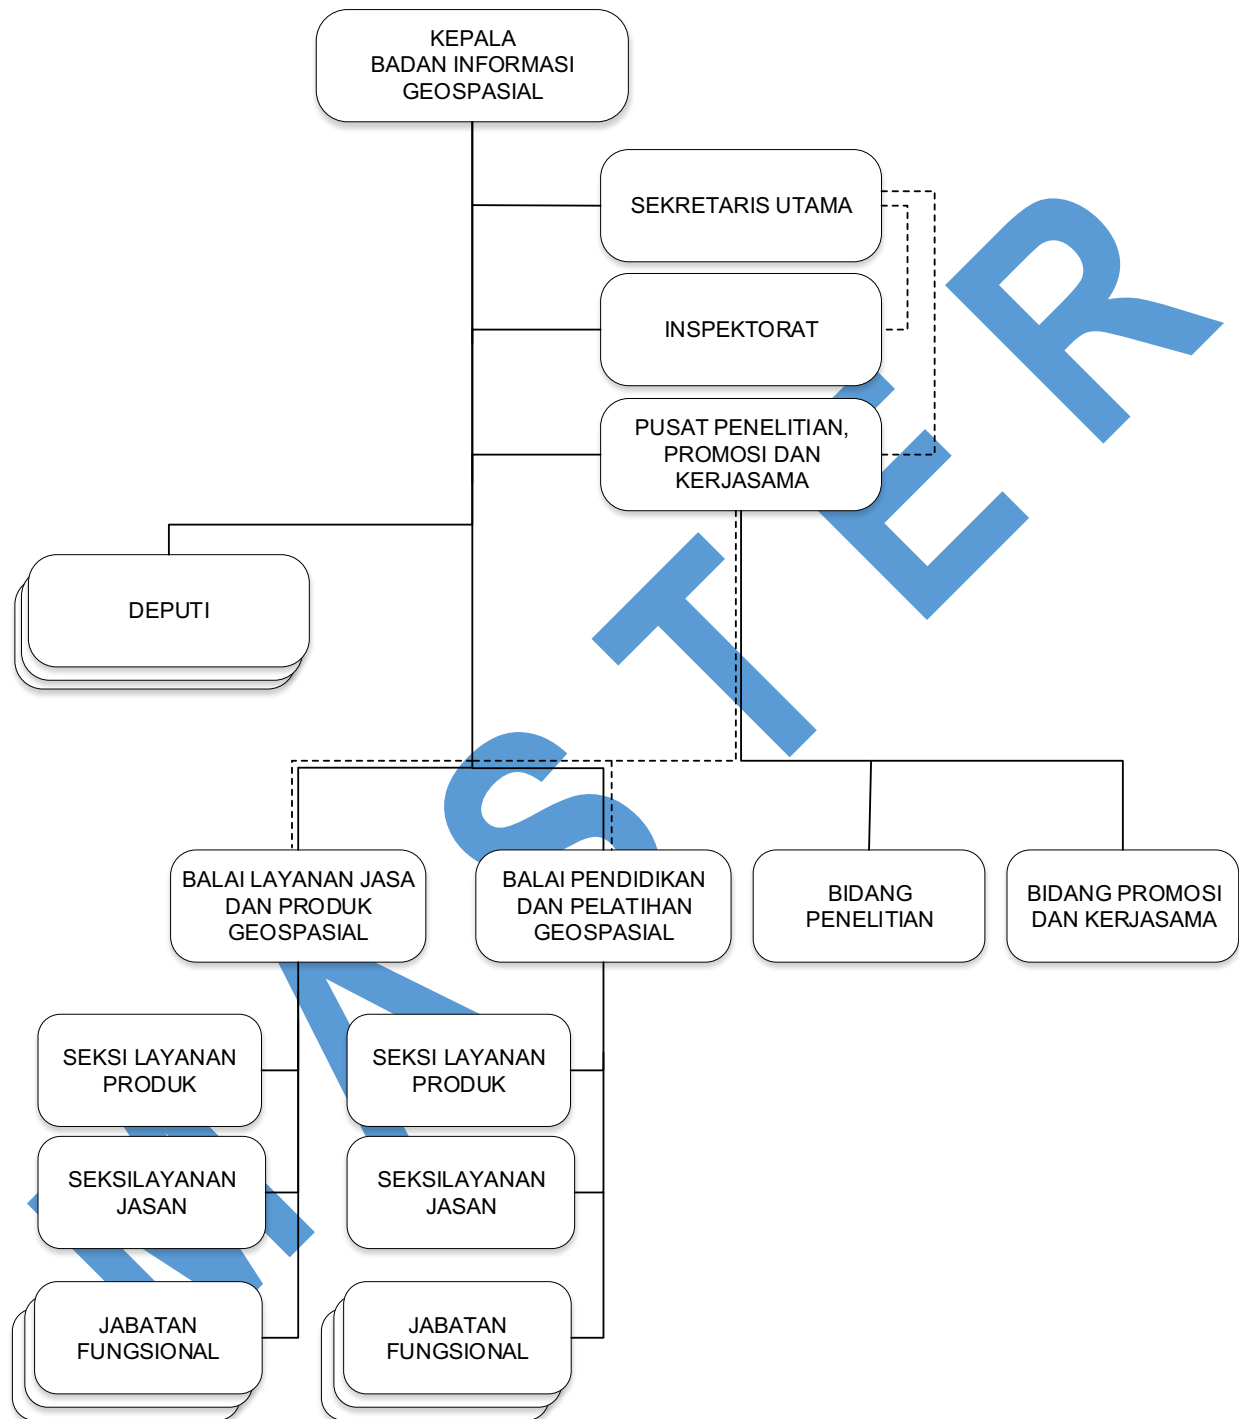 KEPALA
BADAN INFORMASI
GEOSPASIAL
SEKRETARIS UTAMA
INSPEKTORAT
PUSAT PENELITIAN,
PROMOSI DAN
KERJASAMA
DEPUTI
BALAI LAYANAN JASA
DAN PRODUK
GEOSPASIAL
BALAI PENDIDIKAN
DAN PELATIHAN
GEOSPASIAL
BIDANG
PENELITIAN
BIDANG PROMOSI
DAN KERJASAMA
SEKSI LAYANAN
PRODUK
SEKSI LAYANAN
PRODUK
SEKSILAYANAN
JASAN
SEKSILAYANAN
JASAN
JABATAN
FUNGSIONAL
JABATAN
FUNGSIONAL
MASTER